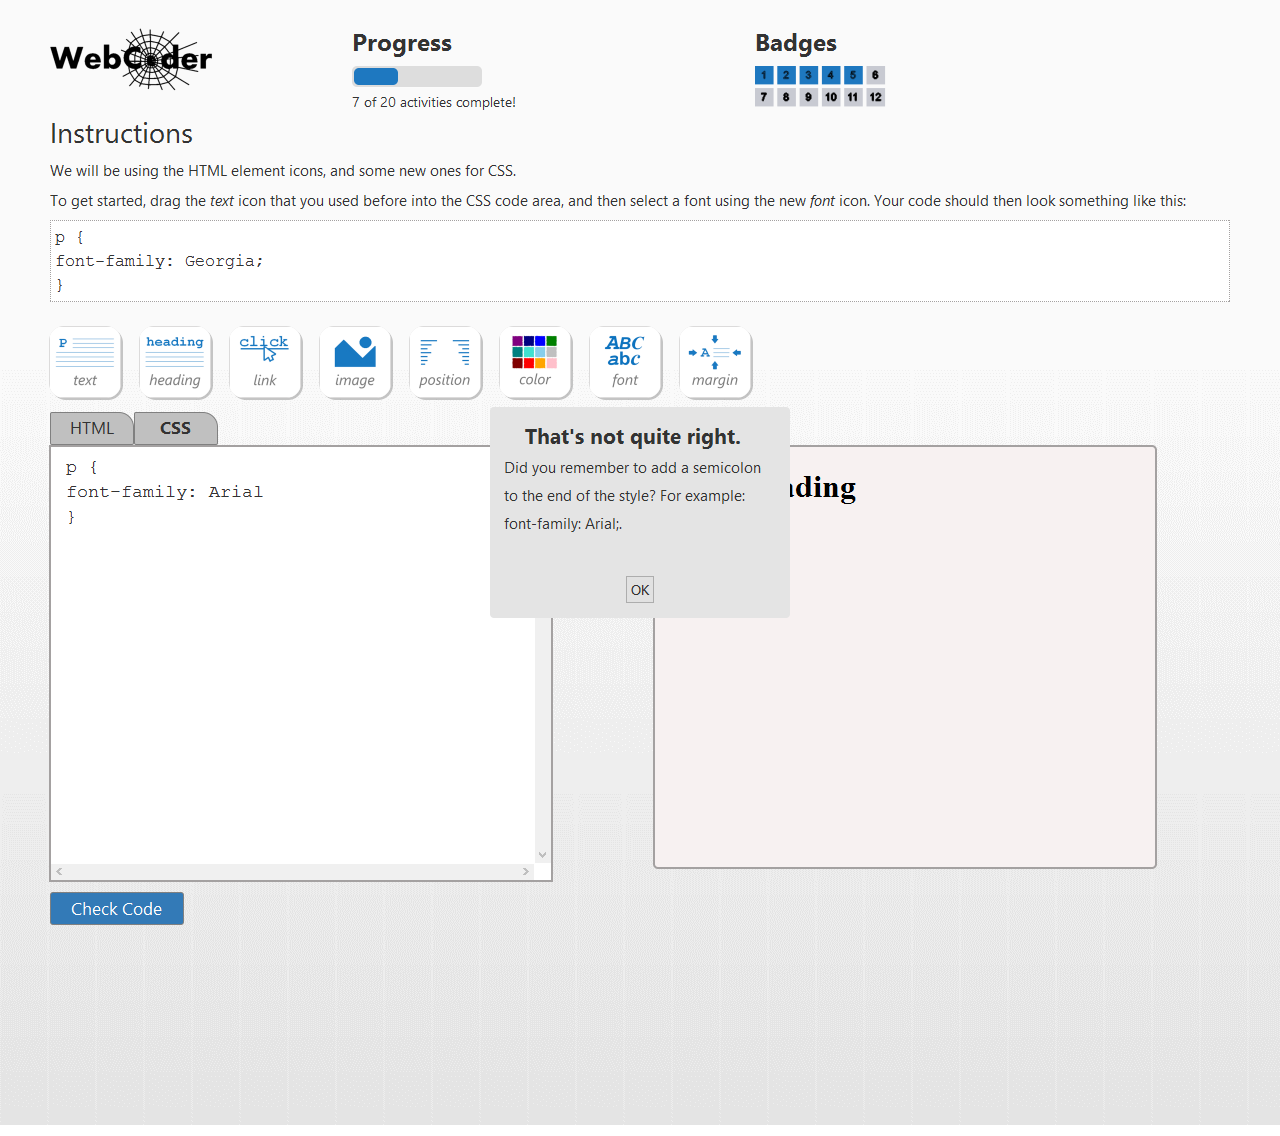 WebCoder
Progress
7 of 20 activities complete!
Badges
1 2 3 4 5 6
7 8 9 10 11 12
Instructions
We will be using the HTML element icons, and some new ones for CSS.
To get started, drag the text icon that you used before into the CSS code area, and then select a font using the new font icon. Your code should then look something like this:
p {
font-family: Georgia;
}
P
text
heading
heading
click
link
image
position
color
ABC
abc
font
A
margin
HTML
CSS
p {
font-family: Arial
}
That's not quite right.
Did you remember to add a semicolon
to the end of the style? For example:
font-family: Arial;.
OK
ading
Check Code